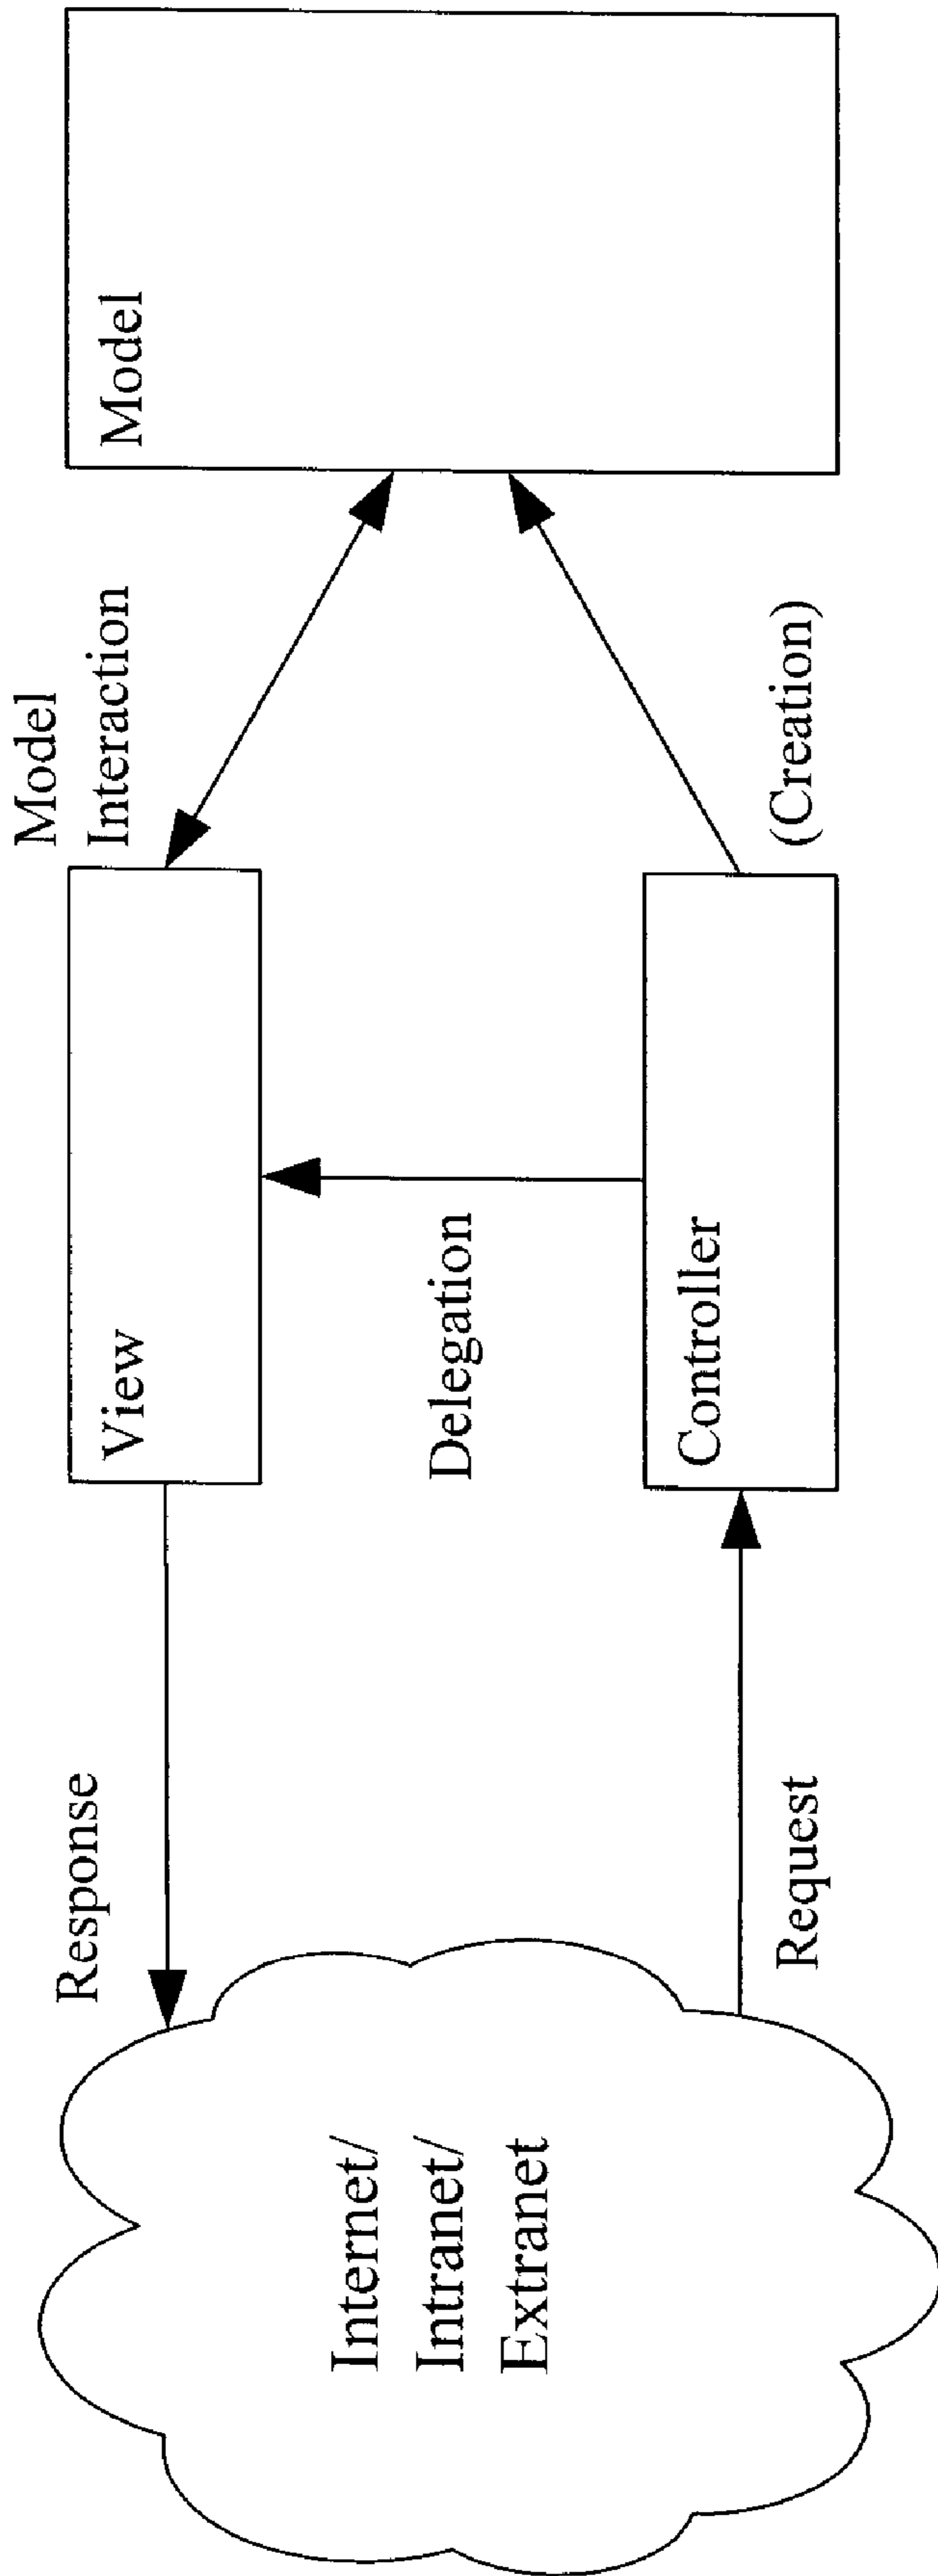 Response
Model
Interaction
View
Model
Internet/
Intranet/
Extranet
Delegation
Controller
Request
(Creation)